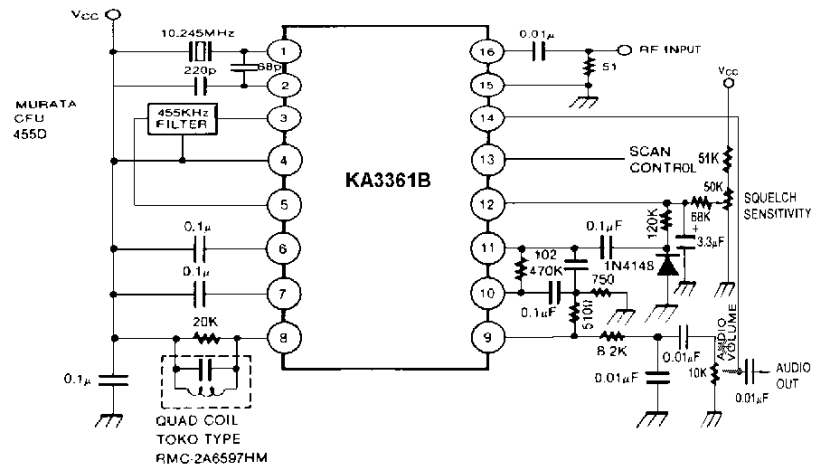 Vcc
10.245MHz
68p
220p
MURATA
CFU
455D
455KHz
FILTER
0.1μ
0.1μ
20K
0.1μ
QUAD COIL
TOKO TYPE
RMC-2A6597HM
1
2
3
4
5
6
7
8
KA3361B
16
15
14
13
12
11
10
9
0.01μ
RF INPUT
51
Vcc
SCAN
CONTROL
51K
50K
SQUELCH
SENSITIVITY
68K
120K
+
3.3μF
0.1μF
1N4148
102
470K
750
0.1μF
510Ω
8.2K
0.01μF
0.01μF
AUDIO
VOLUME
10K
0.01μF
AUDIO
OUT